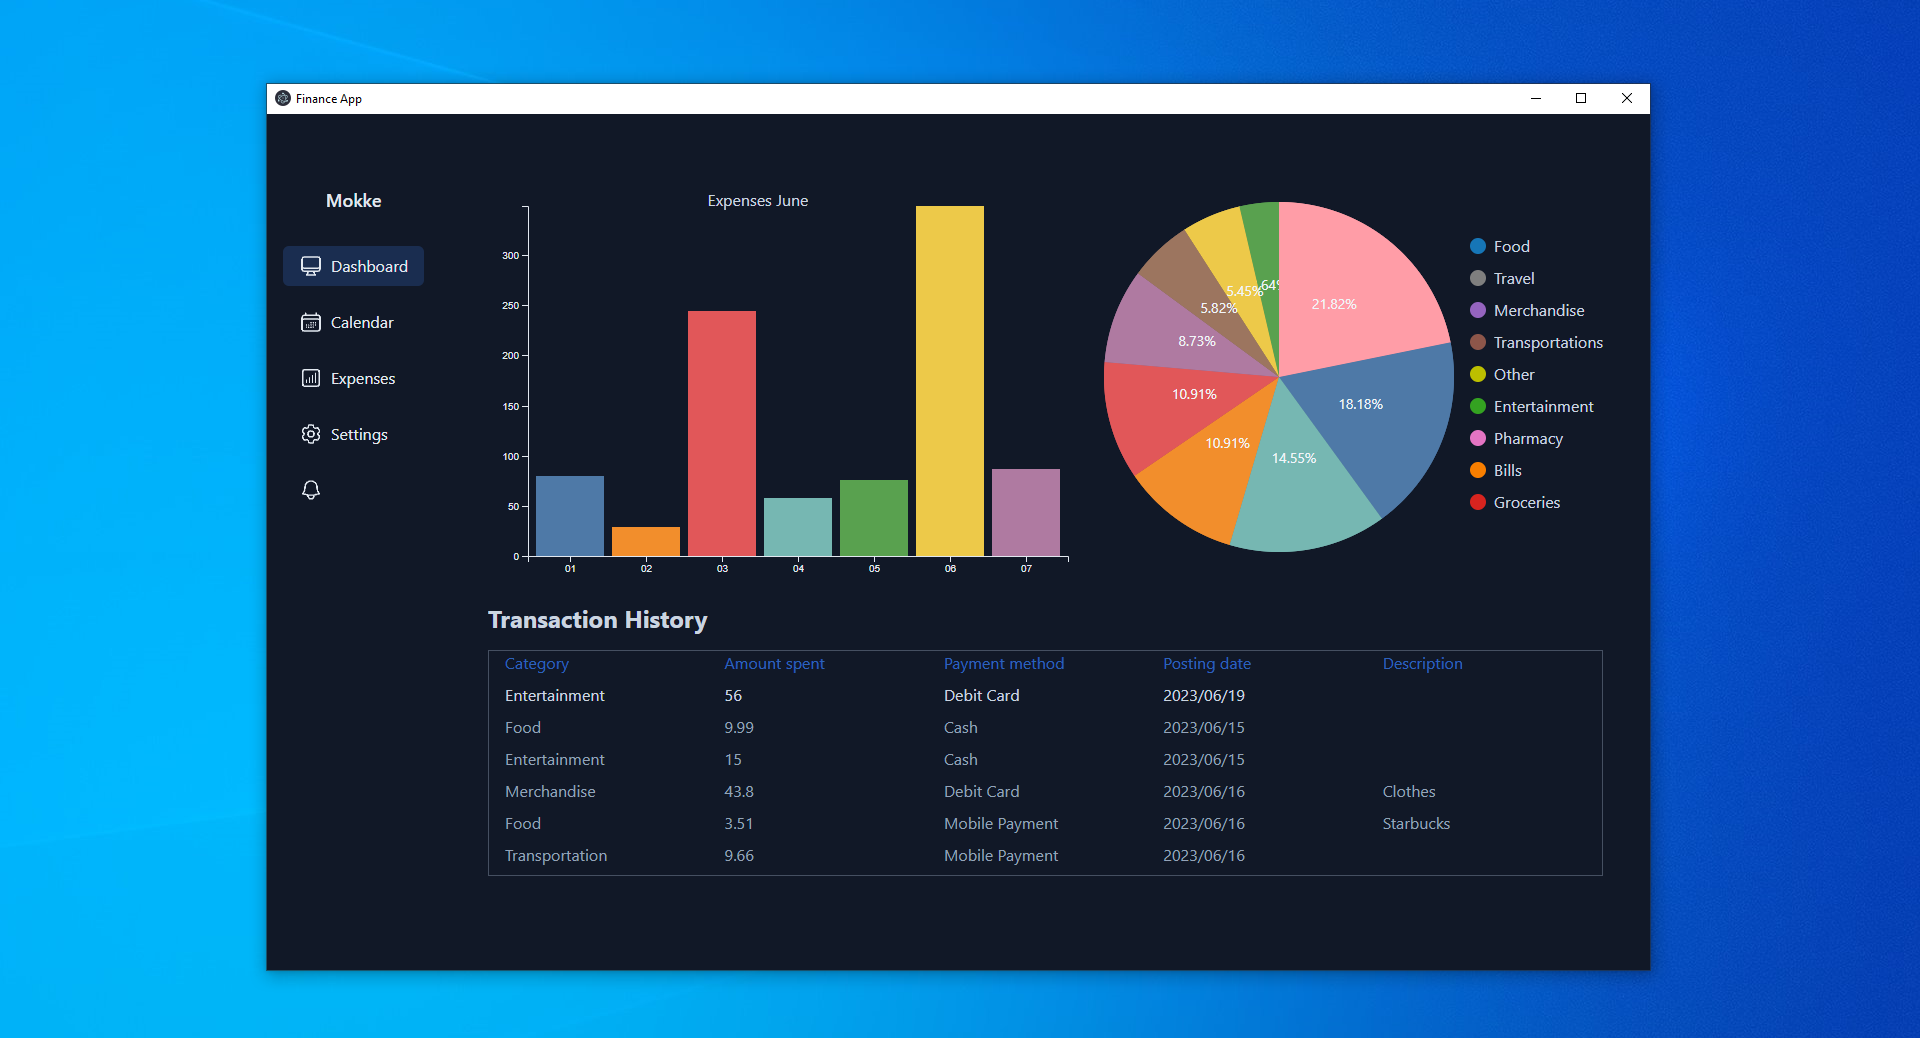 Finance App
Mokke
Dashboard
Calendar
Expenses
Settings
Expenses June
300
250
200
150
100
50
0
01 02 03 04 05 06 07
21.82%
18.18%
14.55%
10.91%
10.91%
8.73%
5.82%
5.45%
Food
Travel
Merchandise
Transportations
Other
Entertainment
Pharmacy
Bills
Groceries
Transaction History
Category Amount spent Payment method Posting date Description
Entertainment 56 Debit Card 2023/06/19
Food 9.99 Cash 2023/06/15
Entertainment 15 Cash 2023/06/15
Merchandise 43.8 Debit Card 2023/06/16 Clothes
Food 3.51 Mobile Payment 2023/06/16 Starbucks
Transportation 9.66 Mobile Payment 2023/06/16